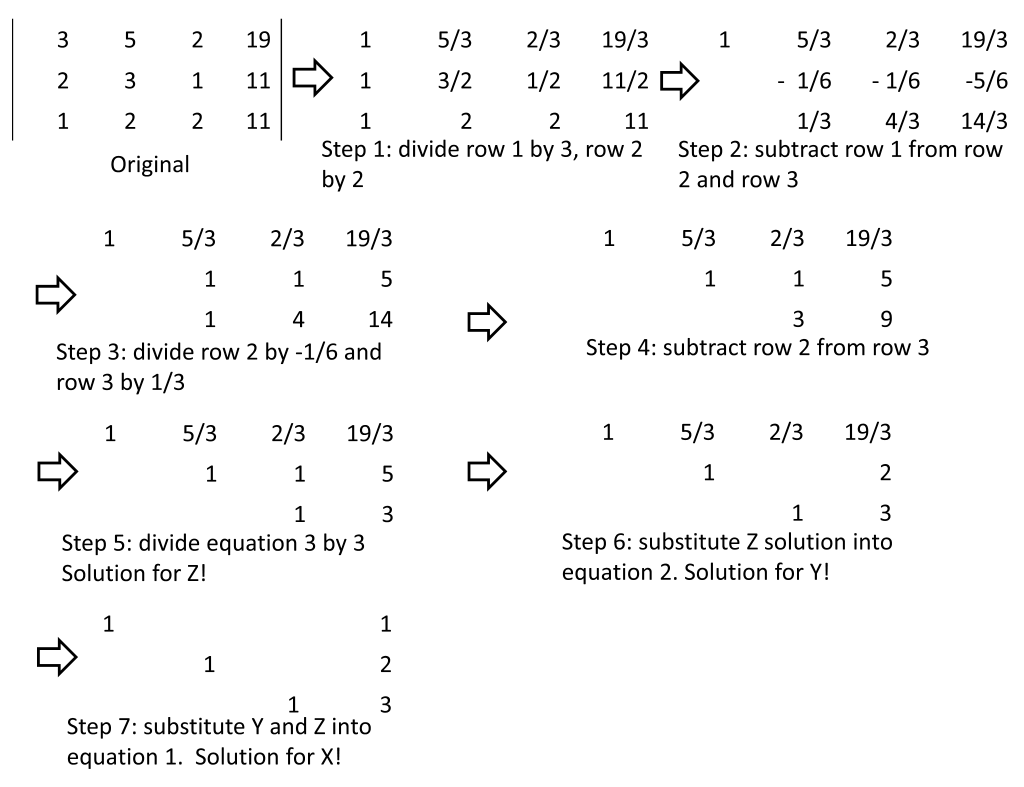 3 5 2 19 1 5/3 2/3 19/3 1 5/3 2/3 19/3
2 3 1 11 1 3/2 1/2 11/2 - 1/6 - 1/6 -5/6
1 2 2 11 1 2 2 11 1/3 4/3 14/3
Original
Step 1: divide row 1 by 3, row 2
by 2
Step 2: subtract row 1 from row
2 and row 3
1 5/3 2/3 19/3
1 1 5
1 4 14
Step 3: divide row 2 by -1/6 and
row 3 by 1/3
1 5/3 2/3 19/3
1 1 5
3 9
Step 4: subtract row 2 from row 3
1 5/3 2/3 19/3
1 1 5
1 3
Step 5: divide equation 3 by 3
Solution for Z!
1 5/3 2/3 19/3
1 2
1 3
Step 6: substitute Z solution into
equation 2. Solution for Y!
1 1
1 2
1 3
Step 7: substitute Y and Z into
equation 1. Solution for X!